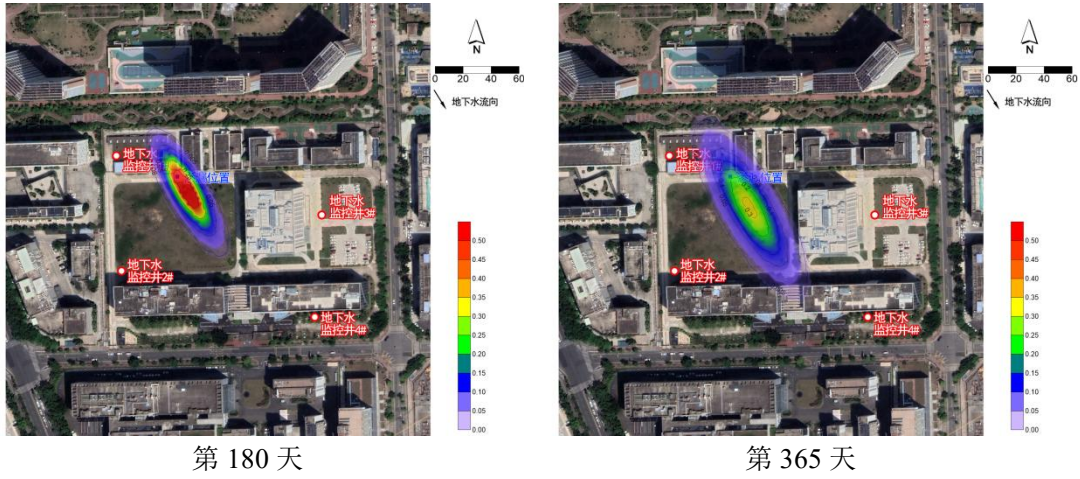 N
0 20 40 60
地下水流向
地下水
监控井
位置
地下水
监控井3#
地下水
监控井2#
地下水
监控井4#
0.50
0.45
0.40
0.35
0.30
0.25
0.20
0.15
0.10
0.05
0.00
第 180 天
N
0 20 40 60
地下水流向
地下水
监控井
位置
0.3
地下水
监控井3#
地下水
监控井2#
地下水
监控井4#
0.50
0.45
0.40
0.35
0.30
0.25
0.20
0.15
0.10
0.05
0.00
第 365 天